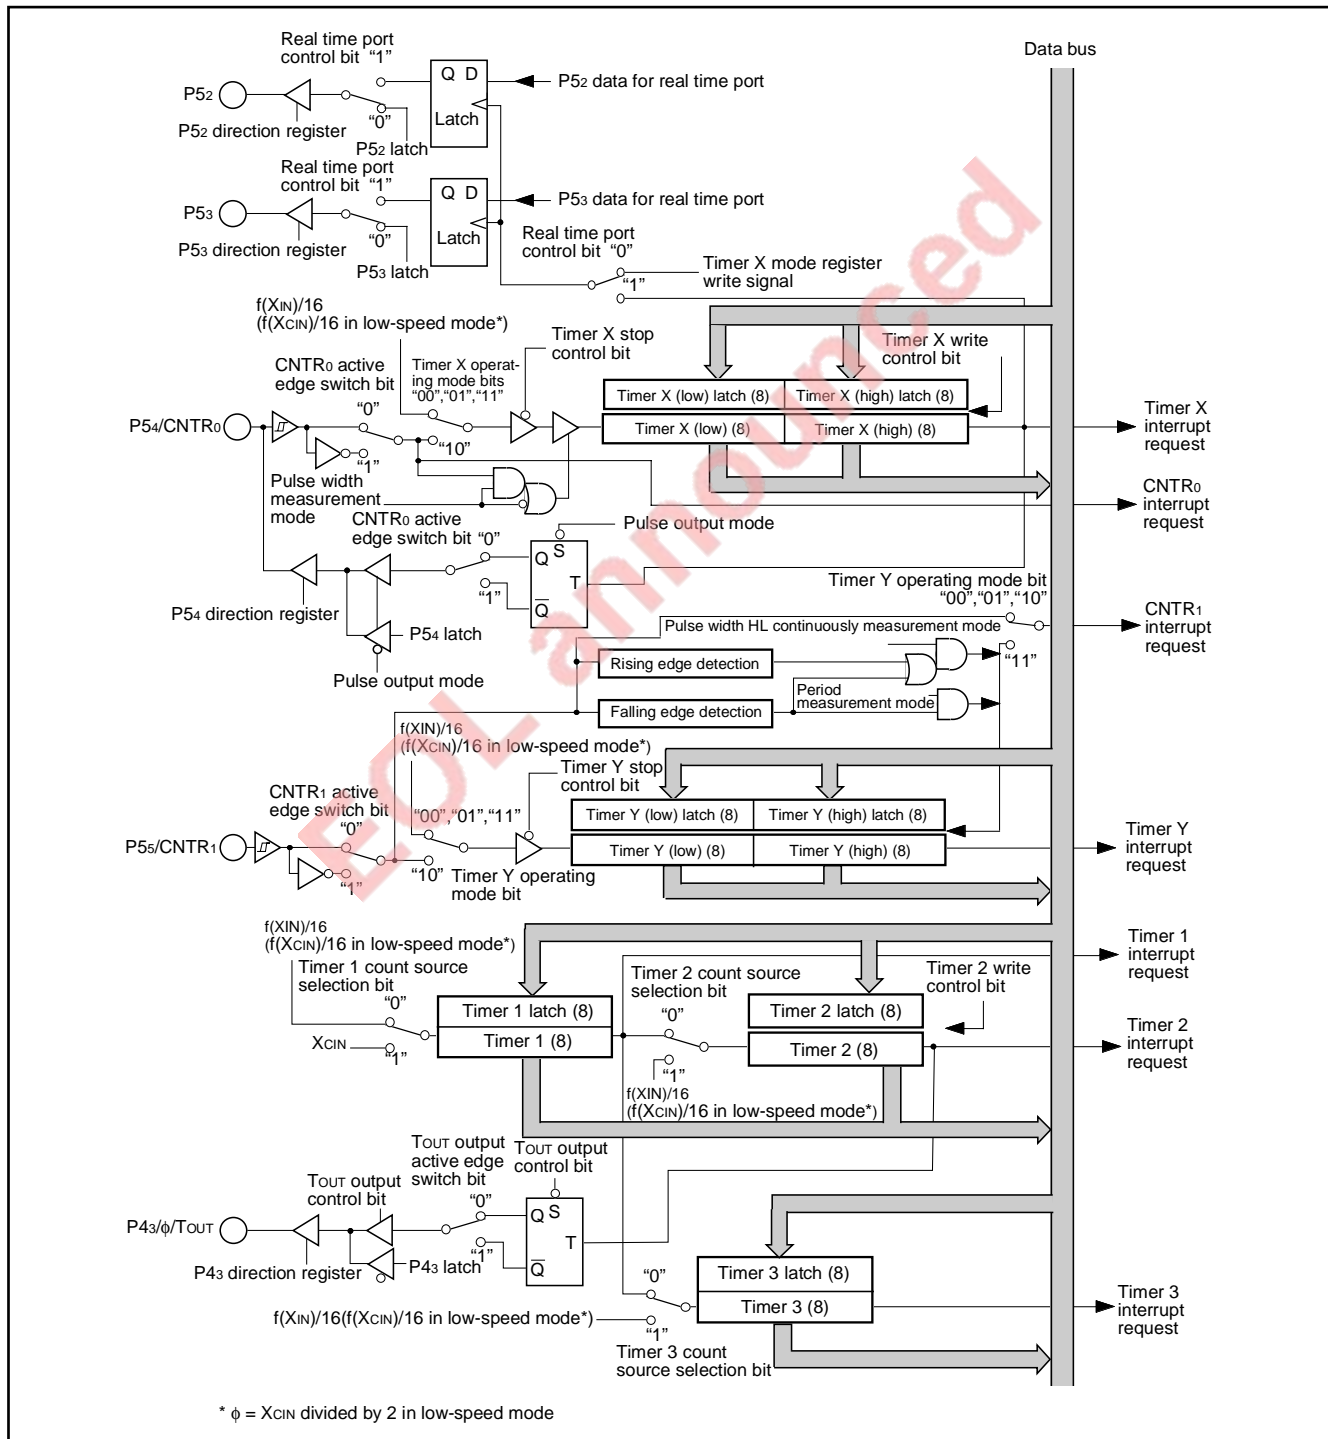 Data bus
Real time port
control bit “1”
Q D
Latch
P52 data for real time port
P52
“0”
P52 direction register
P52 latch
Real time port
control bit “1”
Q D
Latch
P53 data for real time port
P53
“0”
P53 direction register
P53 latch
Real time port
control bit “0”
“1”
Timer X mode register
write signal
f(XIN)/16
(f(XCIN)/16 in low-speed mode*)
Timer X stop
control bit
Timer X write
control bit
CNTR0 active
edge switch bit
Timer X operat-
ing mode bits
“00”,“01”,“11”
Timer X (low) latch (8)
Timer X (high) latch (8)
“0”
P54/CNTR0
Timer X (low) (8)
Timer X (high) (8)
Timer X
interrupt
request
“10”
“1”
Pulse width
measurement
mode
CNTR0
interrupt
request
CNTR0 active
edge switch bit “0”
Pulse output mode
Q S
T
Q
“1”
P54 direction register
P54 latch
Pulse output mode
Timer Y operating mode bit
“00”,“01”,“10”
CNTR1
interrupt
request
Pulse width HL continuously measurement mode
“11”
Rising edge detection
Period
measurement mode
Falling edge detection
f(XIN)/16
(f(XCIN)/16 in low-speed mode*)
Timer Y stop
control bit
CNTR1 active
edge switch bit
“00”,“01”,“11”
Timer Y (low) latch (8)
Timer Y (high) latch (8)
“0”
P55/CNTR1
Timer Y (low) (8)
Timer Y (high) (8)
Timer Y
interrupt
request
“10”
Timer Y operating
mode bit
“1”
f(XIN)/16
(f(XCIN)/16 in low-speed mode*)
Timer 1
interrupt
request
Timer 1 count source
selection bit
Timer 2 count source
selection bit
Timer 2 write
control bit
“0”
Timer 1 latch (8)
“0”
Timer 2 latch (8)
XCIN
“1”
Timer 1 (8)
Timer 2 (8)
Timer 2
interrupt
request
“1”
f(XIN)/16
(f(XCIN)/16 in low-speed mode*)
TOUT output
active edge
switch bit
TOUT output
control bit
TOUT output
control bit
“0”
Q S
T
Q
P43/ϕ/TOUT
“1”
P43 direction register
P43 latch
Timer 3 latch (8)
“0”
Timer 3 (8)
Timer 3
interrupt
request
f(XIN)/16(f(XCIN)/16 in low-speed mode*)
“1”
Timer 3 count
source selection bit
* ϕ = XCIN divided by 2 in low-speed mode
EOL announced